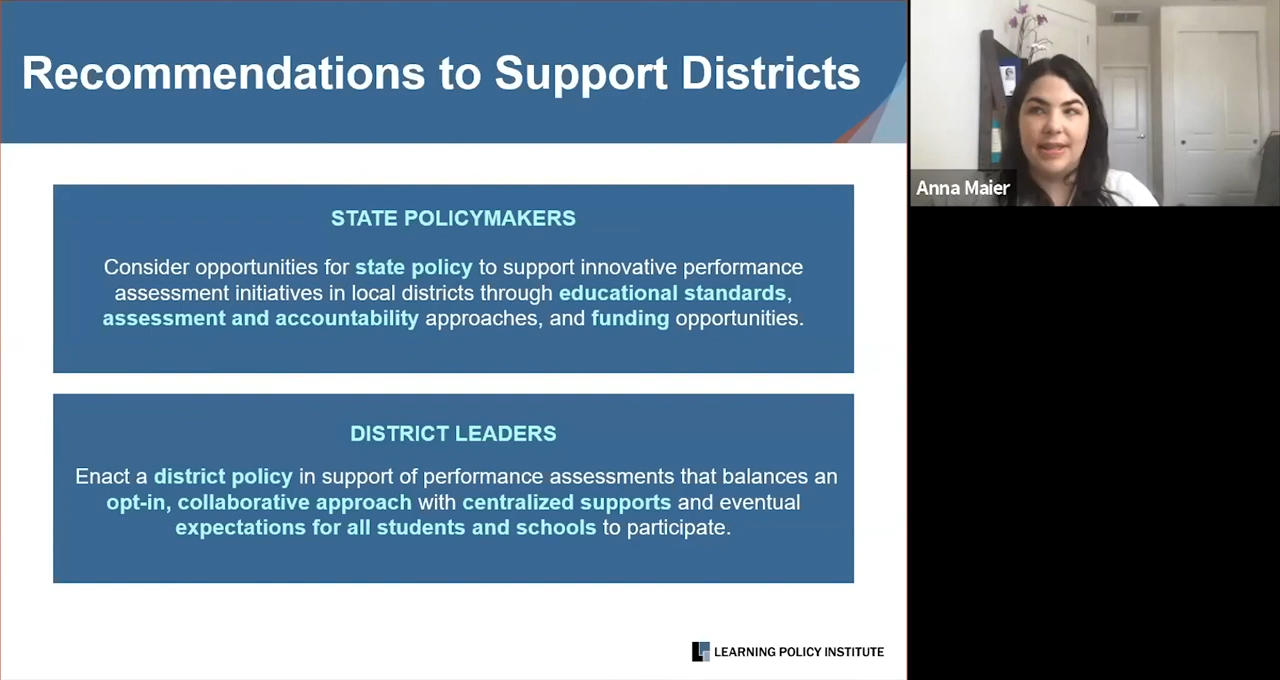 Recommendations to Support Districts
STATE POLICYMAKERS
Consider opportunities for state policy to support innovative performance
assessment initiatives in local districts through educational standards,
assessment and accountability approaches, and funding opportunities.
DISTRICT LEADERS
Enact a district policy in support of performance assessments that balances an
opt-in, collaborative approach with centralized supports and eventual
expectations for all students and schools to participate.
LEARNING POLICY INSTITUTE
Anna Maier